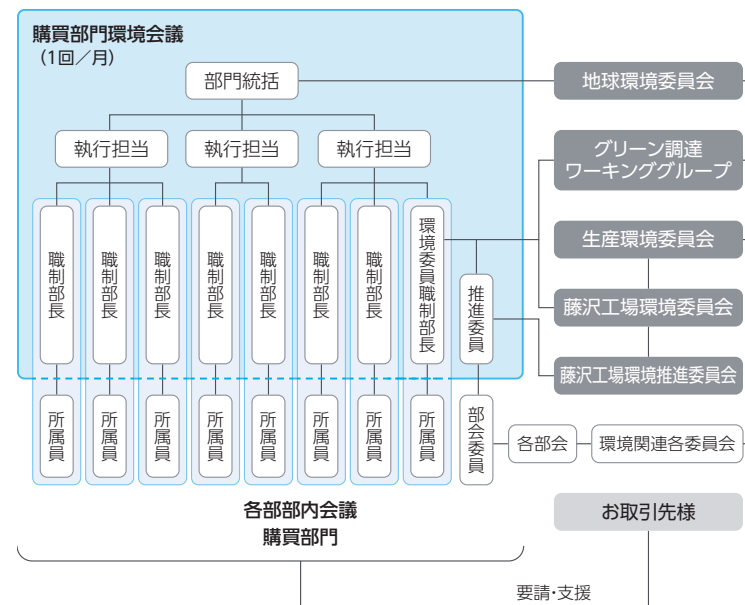 購買部門環境会議
(1回／月)
部門統括
地球環境委員会
執行担当
執行担当
執行担当
グリーン調達
ワーキンググループ
職制部長
職制部長
職制部長
職制部長
職制部長
職制部長
職制部長
環境委員職制部長
推進委員
生産環境委員会
藤沢工場環境委員会
藤沢工場環境推進委員会
所属員
所属員
所属員
所属員
所属員
所属員
所属員
所属員
部会委員
各部会
環境関連各委員会
各部部内会議
購買部門
お取引先様
要請・支援